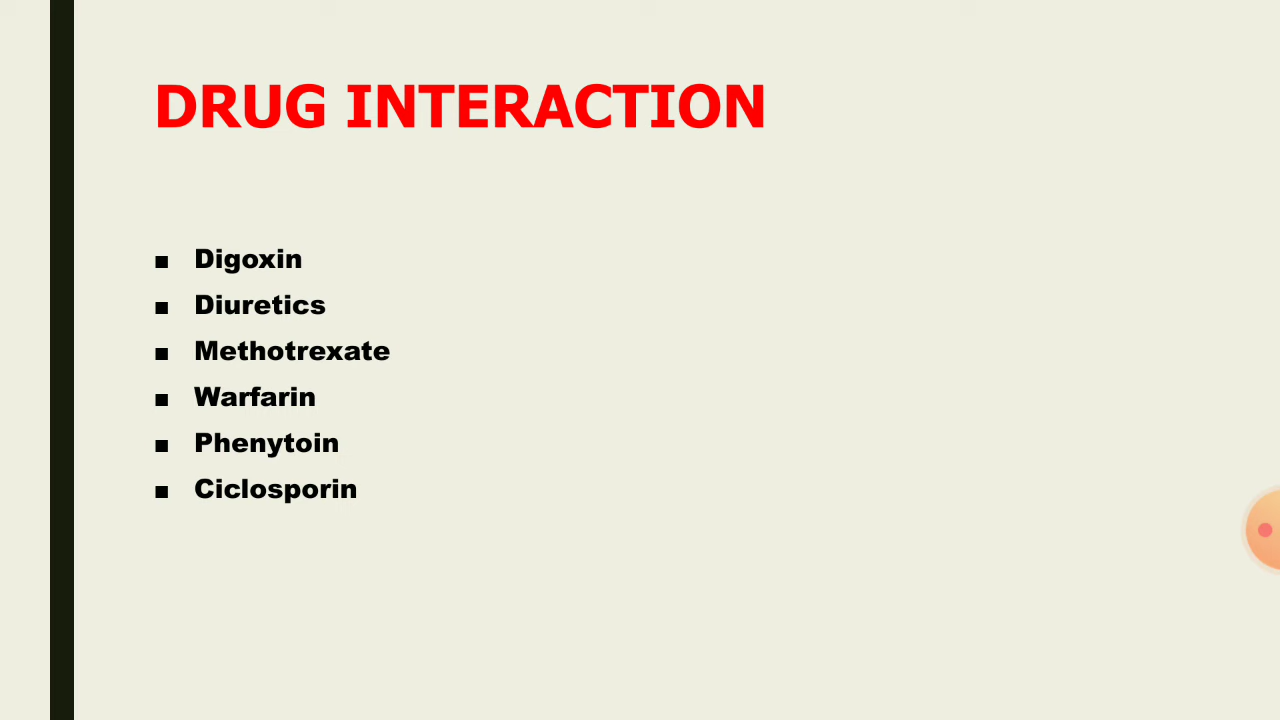 DRUG INTERACTION
▪ Digoxin
▪ Diuretics
▪ Methotrexate
▪ Warfarin
▪ Phenytoin
▪ Ciclosporin